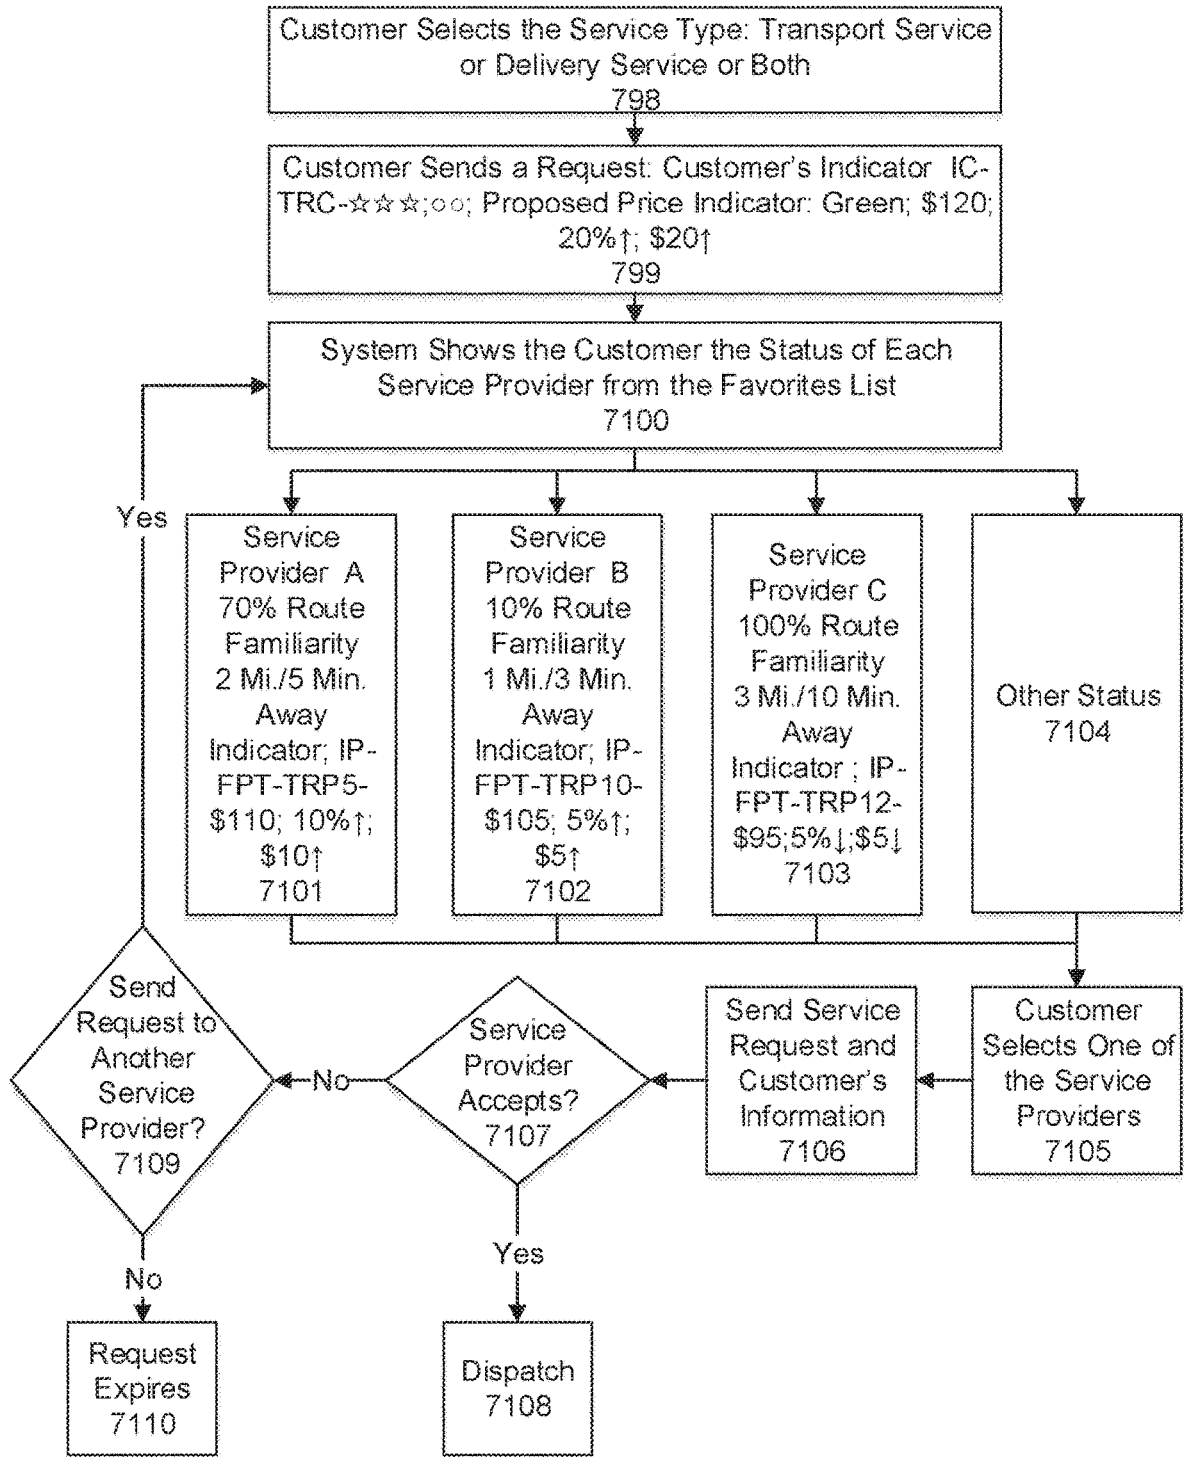 Customer Selects the Service Type: Transport Service
or Delivery Service or Both
798
Customer Sends a Request: Customer's Indicator IC-
TRC-☆☆☆;○○; Proposed Price Indicator: Green; $120;
20%↑; $20↑
799
System Shows the Customer the Status of Each
Service Provider from the Favorites List
7100
Yes
Service
Provider A
70% Route
Familiarity
2 Mi./5 Min.
Away
Indicator; IP-
FPT-TRP5-
$110; 10%↑;
$10↑
7101
Service
Provider B
10% Route
Familiarity
1 Mi./3 Min.
Away
Indicator; IP-
FPT-TRP10-
$105; 5%↑;
$5↑
7102
Service
Provider C
100% Route
Familiarity
3 Mi./10 Min.
Away
Indicator ; IP-
FPT-TRP12-
$95;5%↓;$5↓
7103
Other Status
7104
Customer
Selects One of
the Service
Providers
7105
Send Service
Request and
Customer's
Information
7106
Service
Provider
Accepts?
7107
No
Send
Request to
Another
Service
Provider?
7109
Yes
No
Dispatch
7108
Request
Expires
7110